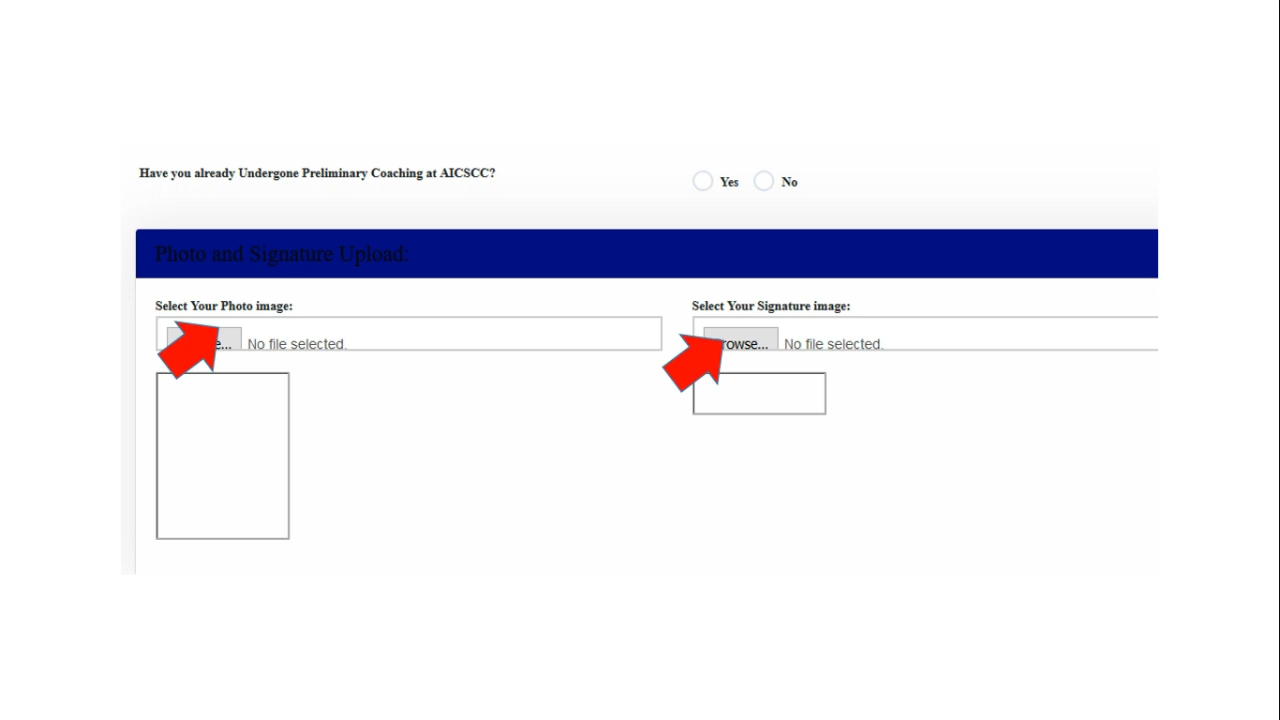 Have you already Undergone Preliminary Coaching at AICSCC?
Yes No
Photo and Signature Upload:
Select Your Photo image: Select Your Signature image:
No file selected. No file selected.